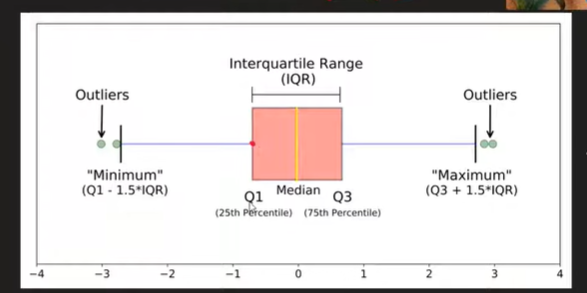 Interquartile Range
(IQR)
Outliers
Outliers
"Minimum"
(Q1 - 1.5*IQR)
"Maximum"
(Q3 + 1.5*IQR)
Q1
Median
Q3
(25th Percentile)
(75th Percentile)
−4
−3
−2
−1
0
1
2
3
4